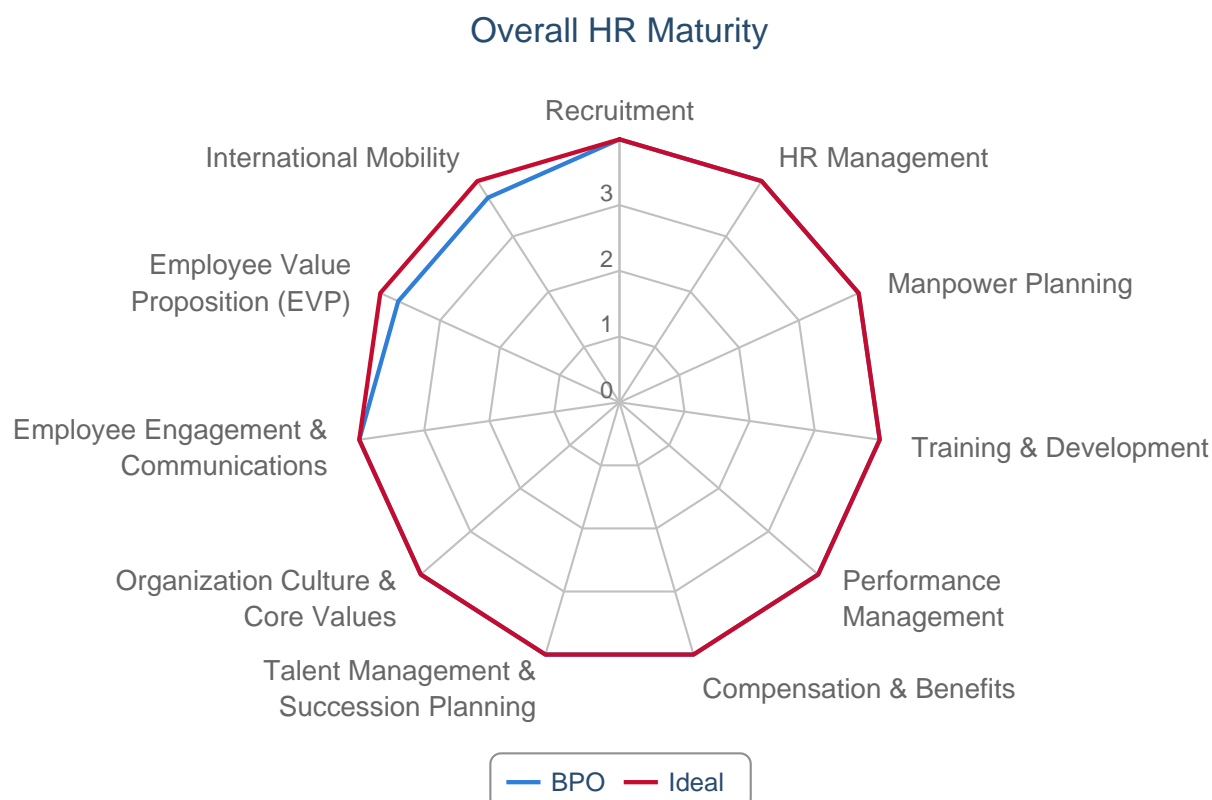 Overall HR Maturity
Recruitment
International Mobility
HR Management
3
Employee Value
Proposition (EVP)
2
Manpower Planning
1
0
Employee Engagement &
Communications
Training & Development
Organization Culture &
Core Values
Performance
Management
Talent Management &
Succession Planning
Compensation & Benefits
BPO
Ideal